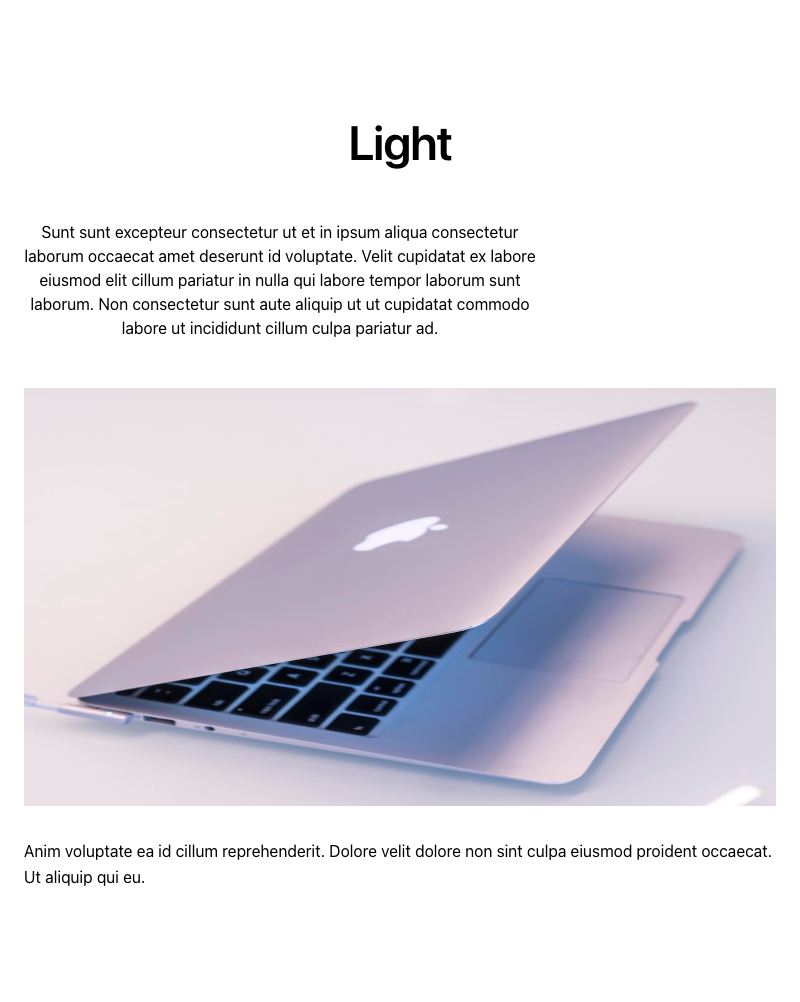 Light
Sunt sunt excepteur consectetur ut et in ipsum aliqua consectetur
laborum occaecat amet deserunt id voluptate. Velit cupidatat ex labore
eiusmod elit cillum pariatur in nulla qui labore tempor laborum sunt
laborum. Non consectetur sunt aute aliquip ut ut cupidatat commodo
labore ut incididunt cillum culpa pariatur ad.
Anim voluptate ea id cillum reprehenderit. Dolore velit dolore non sint culpa eiusmod proident occaecat.
Ut aliquip qui eu.